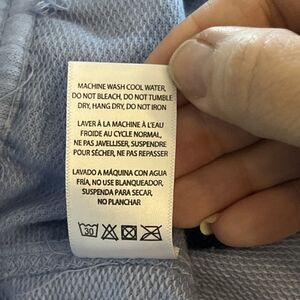 MACHINE WASH COOL WATER,
DO NOT BLEACH, DO NOT TUMBLE
DRY, HANG DRY, DO NOT IRON
LAVER À LA MACHINE À L'EAU
FROIDE AU CYCLE NORMAL,
NE PAS JAVELLISER, SUSPENDRE
POUR SÉCHER, NE PAS REPASSER
LAVADO A MÁQUINA CON AGUA
FRÍA, NO USE BLANQUEADOR,
SUSPENDA PARA SECAR,
NO PLANCHAR
30